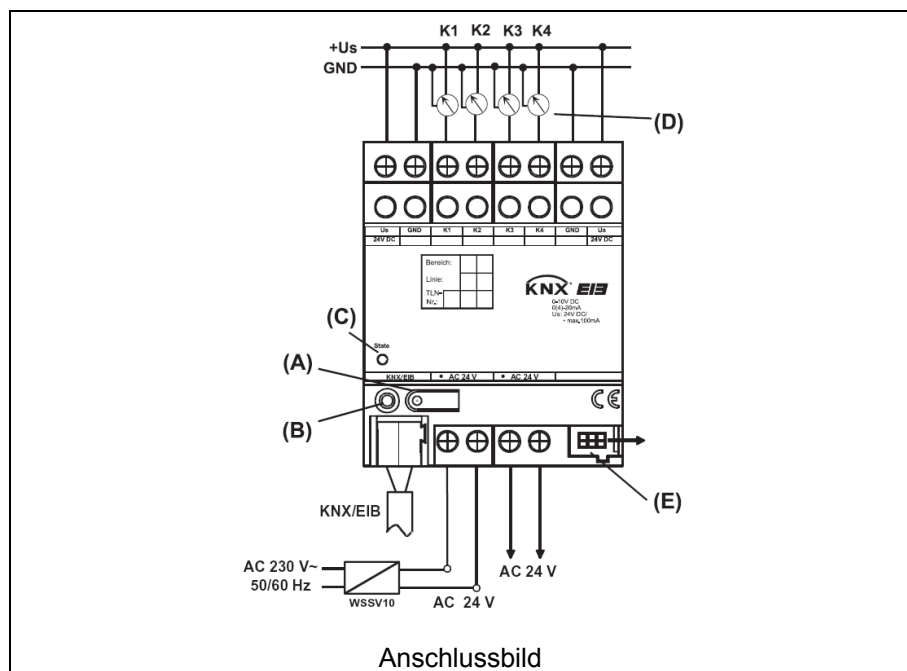 K1 K2 K3 K4
+Us
GND
(D)
Us GND K1 K2 K3 K4 GND Us
24V DC 24V DC
Bereich:
Linie:
TLN-
Nr.:
KNX EIB
0-10V DC
0(4)-20mA
Us: 24V DC/
- max.100mA
(C)
State
(A)
KNX/EIB • AC 24 V • AC 24 V
CE
(B)
(E)
KNX/EIB
AC 230 V~
50/60 Hz
WSSV10
AC 24 V
AC 24 V
Anschlussbild